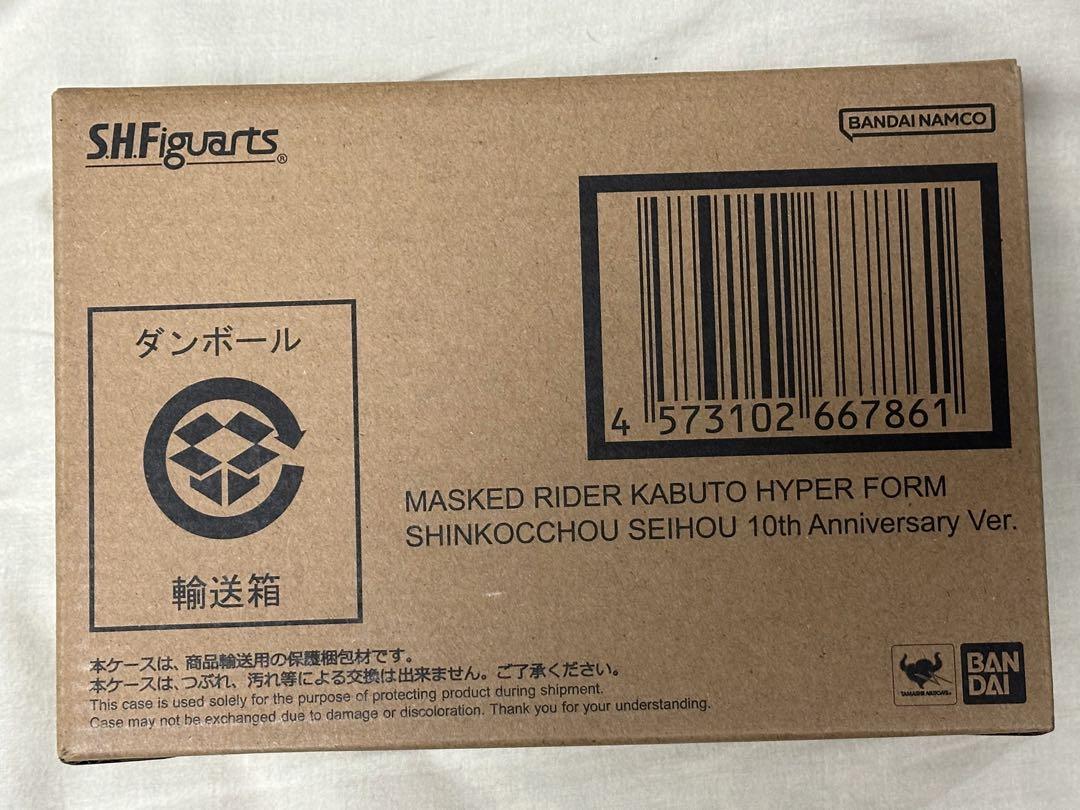 S.H.Figuarts®
BANDAI NAMCO
4 573102 667861
ダンボール
輸送箱
MASKED RIDER KABUTO HYPER FORM
SHINKOCCHOU SEIHOU 10th Anniversary Ver.
本ケースは、商品輸送用の保護梱包材です。
本ケースは、つぶれ、汚れ等による交換は出来ません。ご了承ください。
This case is used solely for the purpose of protecting product during shipment.
Case may not be exchanged due to damage or discoloration. Thank you for your understanding.
TAMASHII NATIONS
BAN
DAI